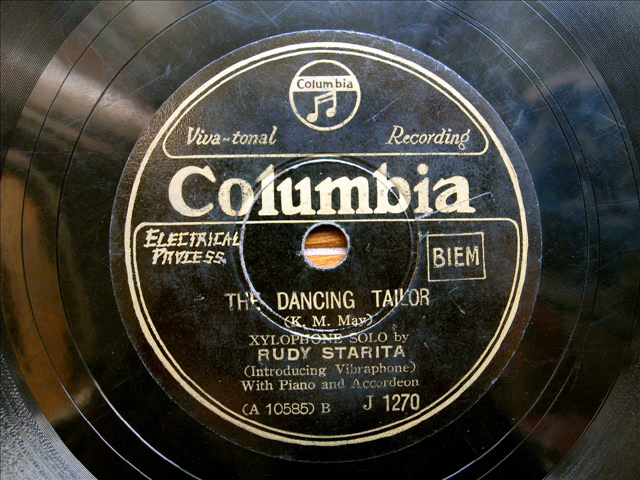 Columbia
Viva-tonal Recording
Columbia
ELECTRICAL
PROCESS
BIEM
THE DANCING TAILOR
(K. M. May)
XYLOPHONE SOLO by
RUDY STARITA
(Introducing Vibraphone)
With Piano and Accordeon
(A 10585) B J 1270